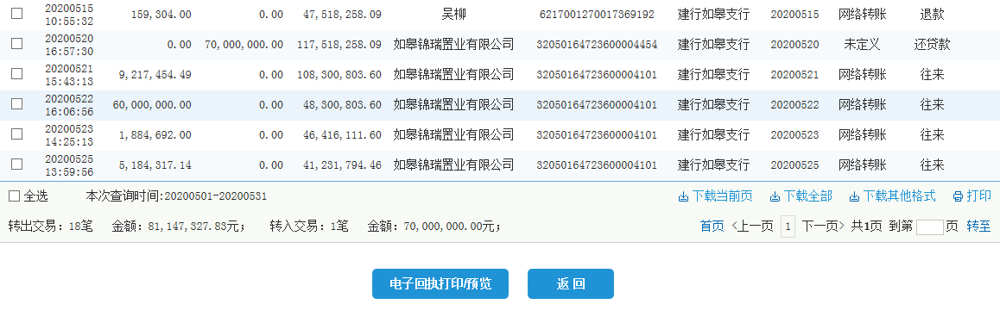 20200515
10:55:32 159,304.00 0.00 47,518,258.09 吴柳 6217001270017369192 建行如皋支行 20200515 网络转账 退款
20200520
16:57:30 0.00 70,000,000.00 117,518,258.09 如皋锦瑞置业有限公司 32050164723600004454 建行如皋支行 20200520 未定义 还贷款
20200521
15:43:13 9,217,454.49 0.00 108,300,803.60 如皋锦瑞置业有限公司 32050164723600004101 建行如皋支行 20200521 网络转账 往来
20200522
16:06:56 60,000,000.00 0.00 48,300,803.60 如皋锦瑞置业有限公司 32050164723600004101 建行如皋支行 20200522 网络转账 往来
20200523
14:25:13 1,884,692.00 0.00 46,416,111.60 如皋锦瑞置业有限公司 32050164723600004101 建行如皋支行 20200523 网络转账 往来
20200525
13:59:56 5,184,317.14 0.00 41,231,794.46 如皋锦瑞置业有限公司 32050164723600004101 建行如皋支行 20200525 网络转账 往来
全选 本次查询时间:20200501-20200531 下载当前页 下载全部 下载其他格式 打印
转出交易：18笔 金额：81,147,327.83元； 转入交易：1笔 金额：70,000,000.00元； 首页 <上一页 1 下一页> 共1页 到第 页 转至
电子回执打印/预览 返 回